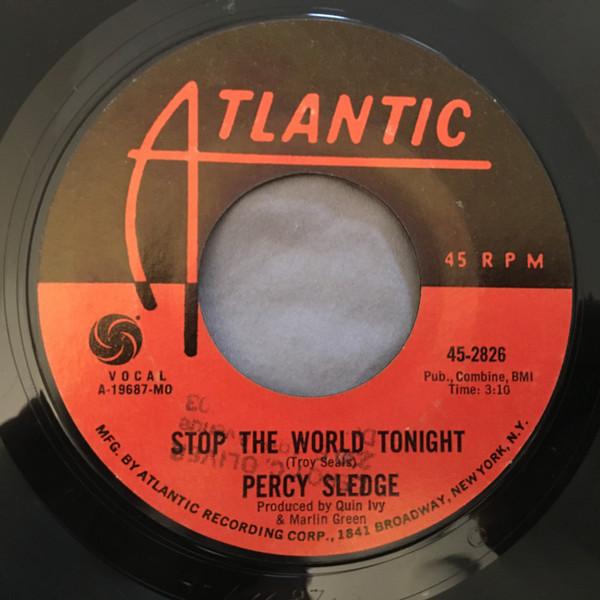 ATLANTIC
45 RPM
VOCAL
A-19687-MO
45-2826
Pub., Combine, BMI
Time: 3:10
STOP THE WORLD TONIGHT
(Troy Seals)
PERCY SLEDGE
Produced by Quin Ivy
& Marlin Green
MFG. BY ATLANTIC RECORDING CORP., 1841 BROADWAY, NEW YORK, N.Y.